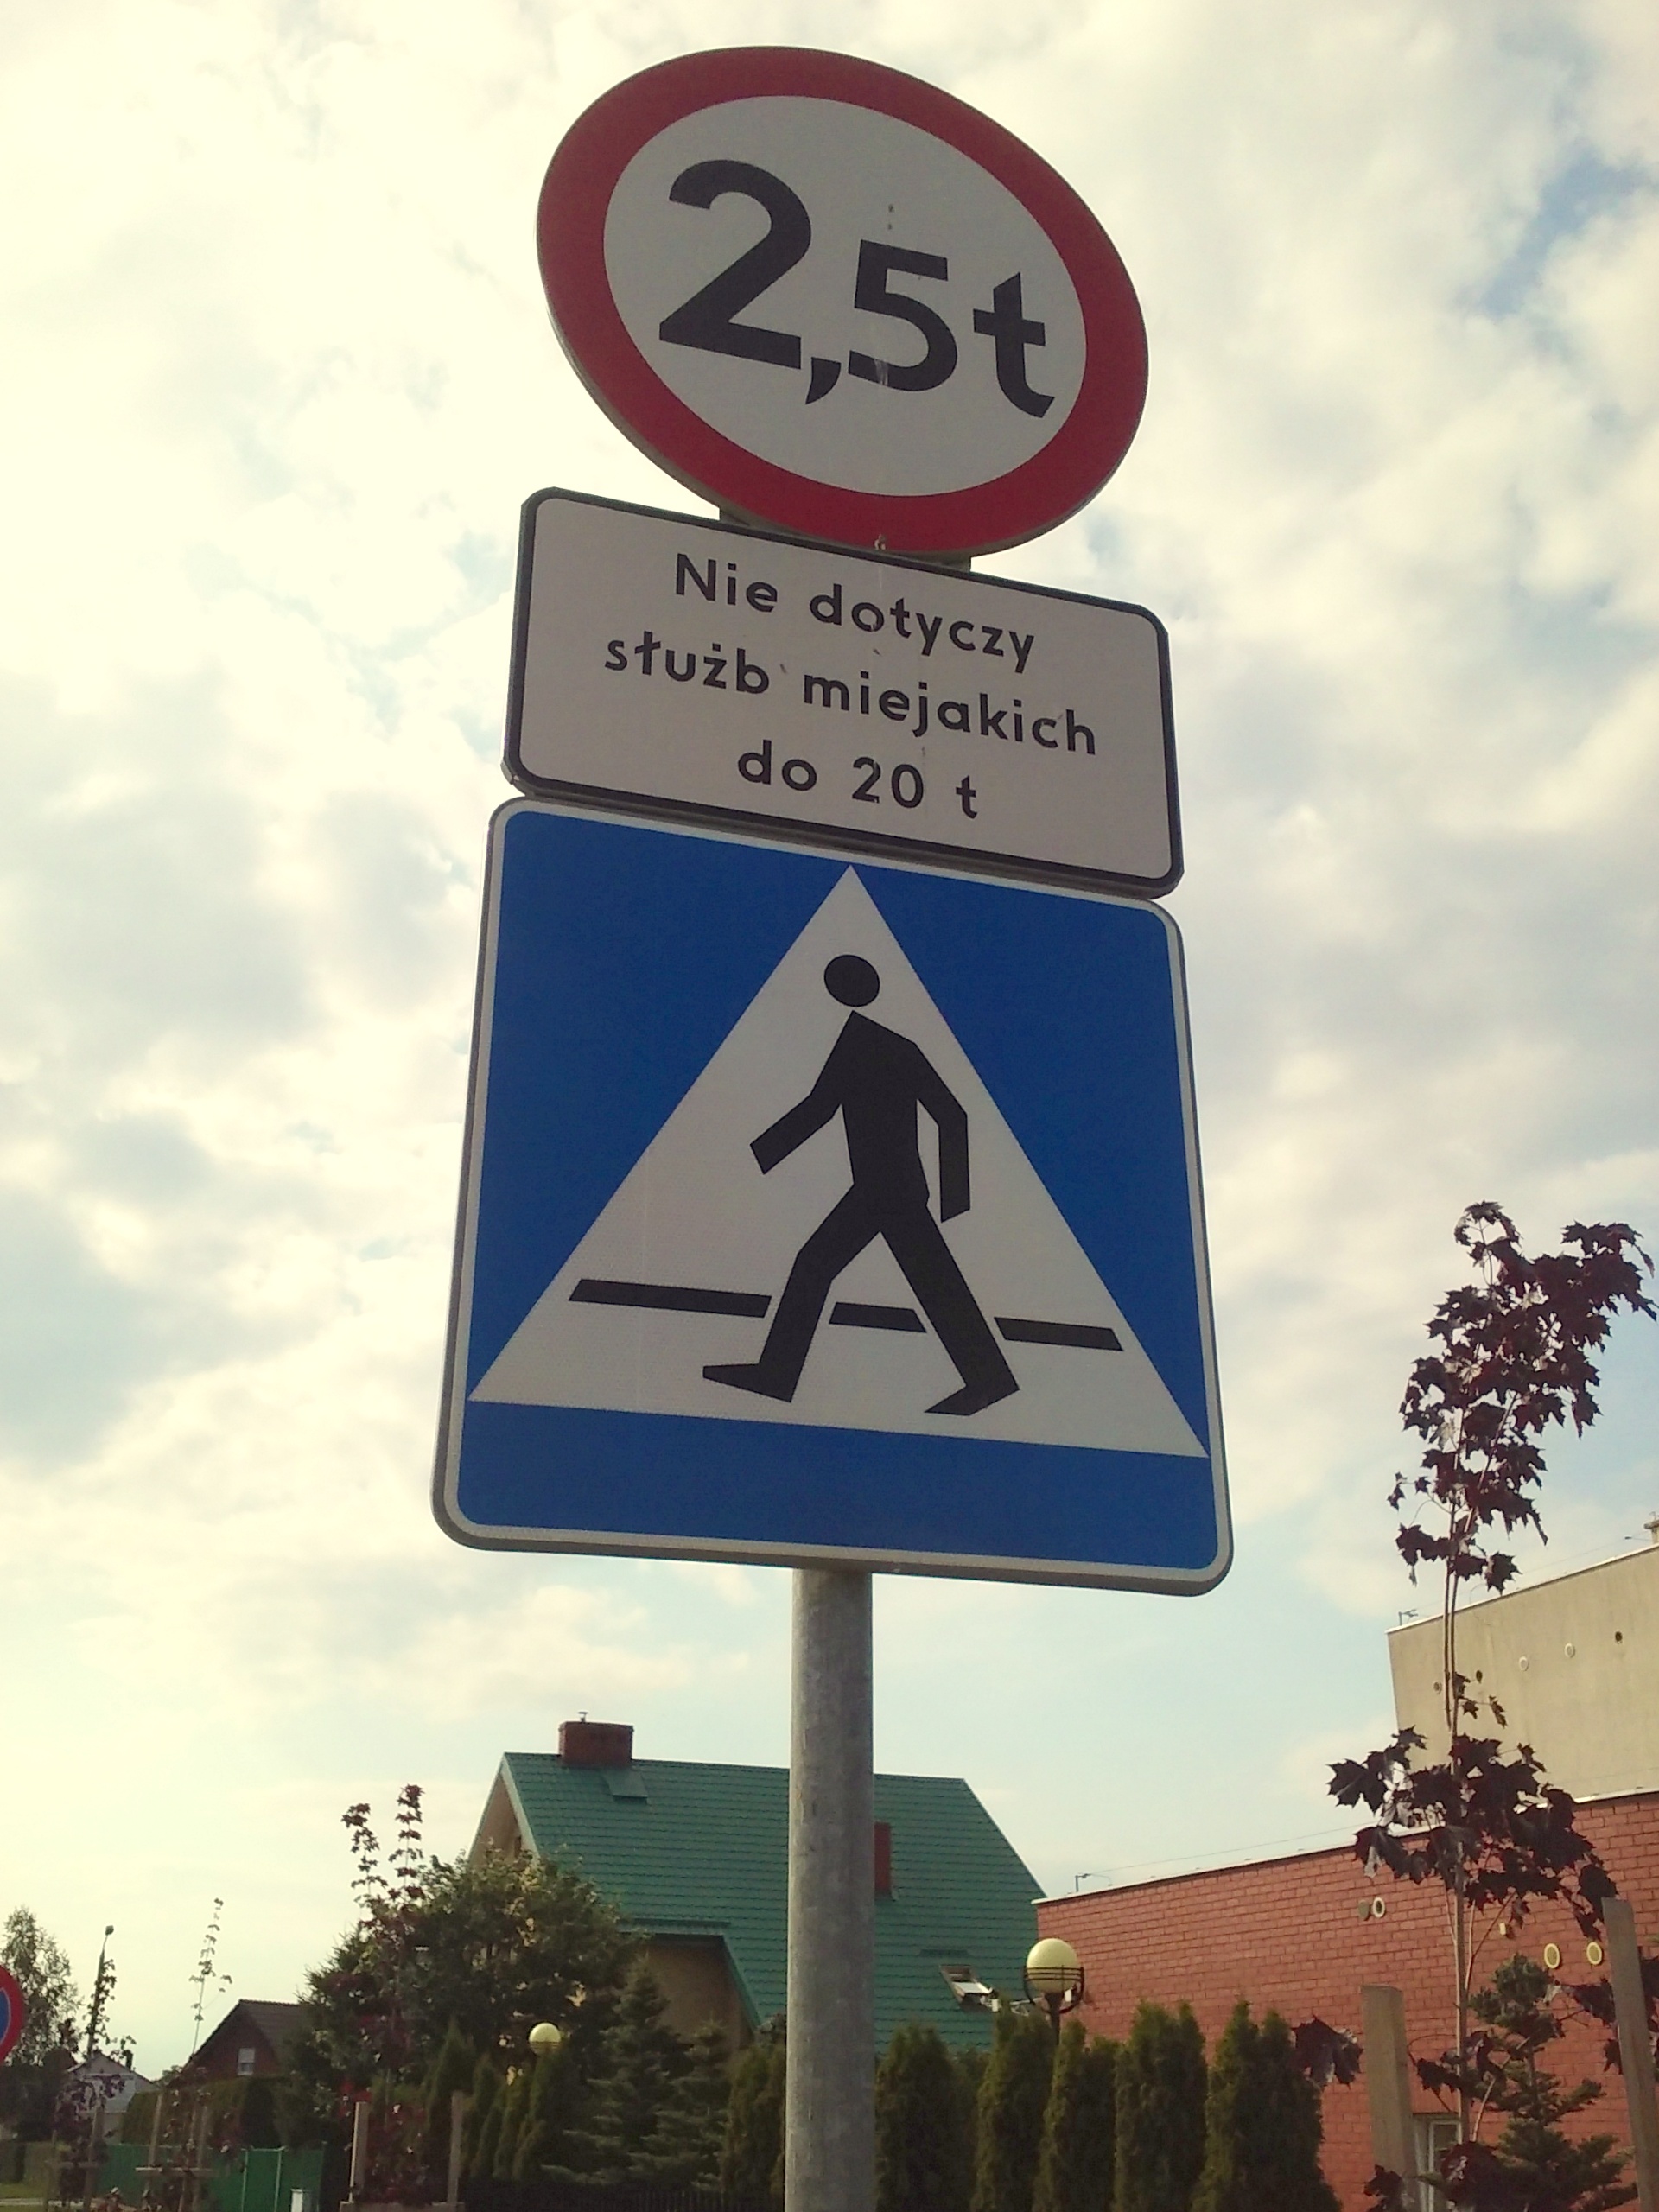 2,5t
Nie dotyczy
służb miejakich
do 20 t